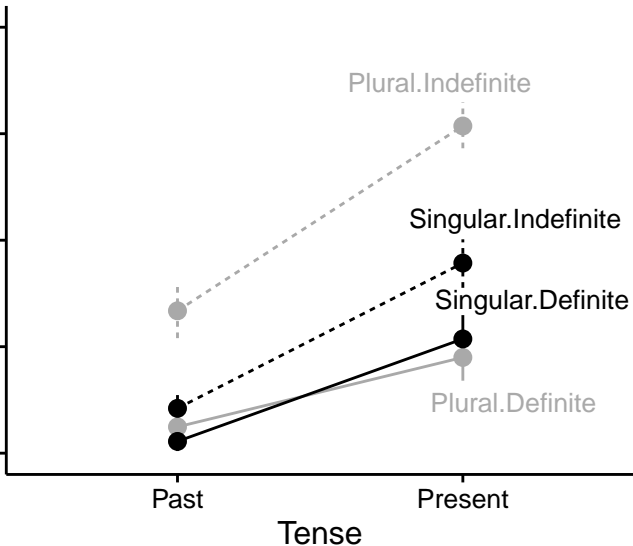 Plural.Indefinite
Singular.Indefinite
Singular.Definite
Plural.Definite
Past Present
Tense